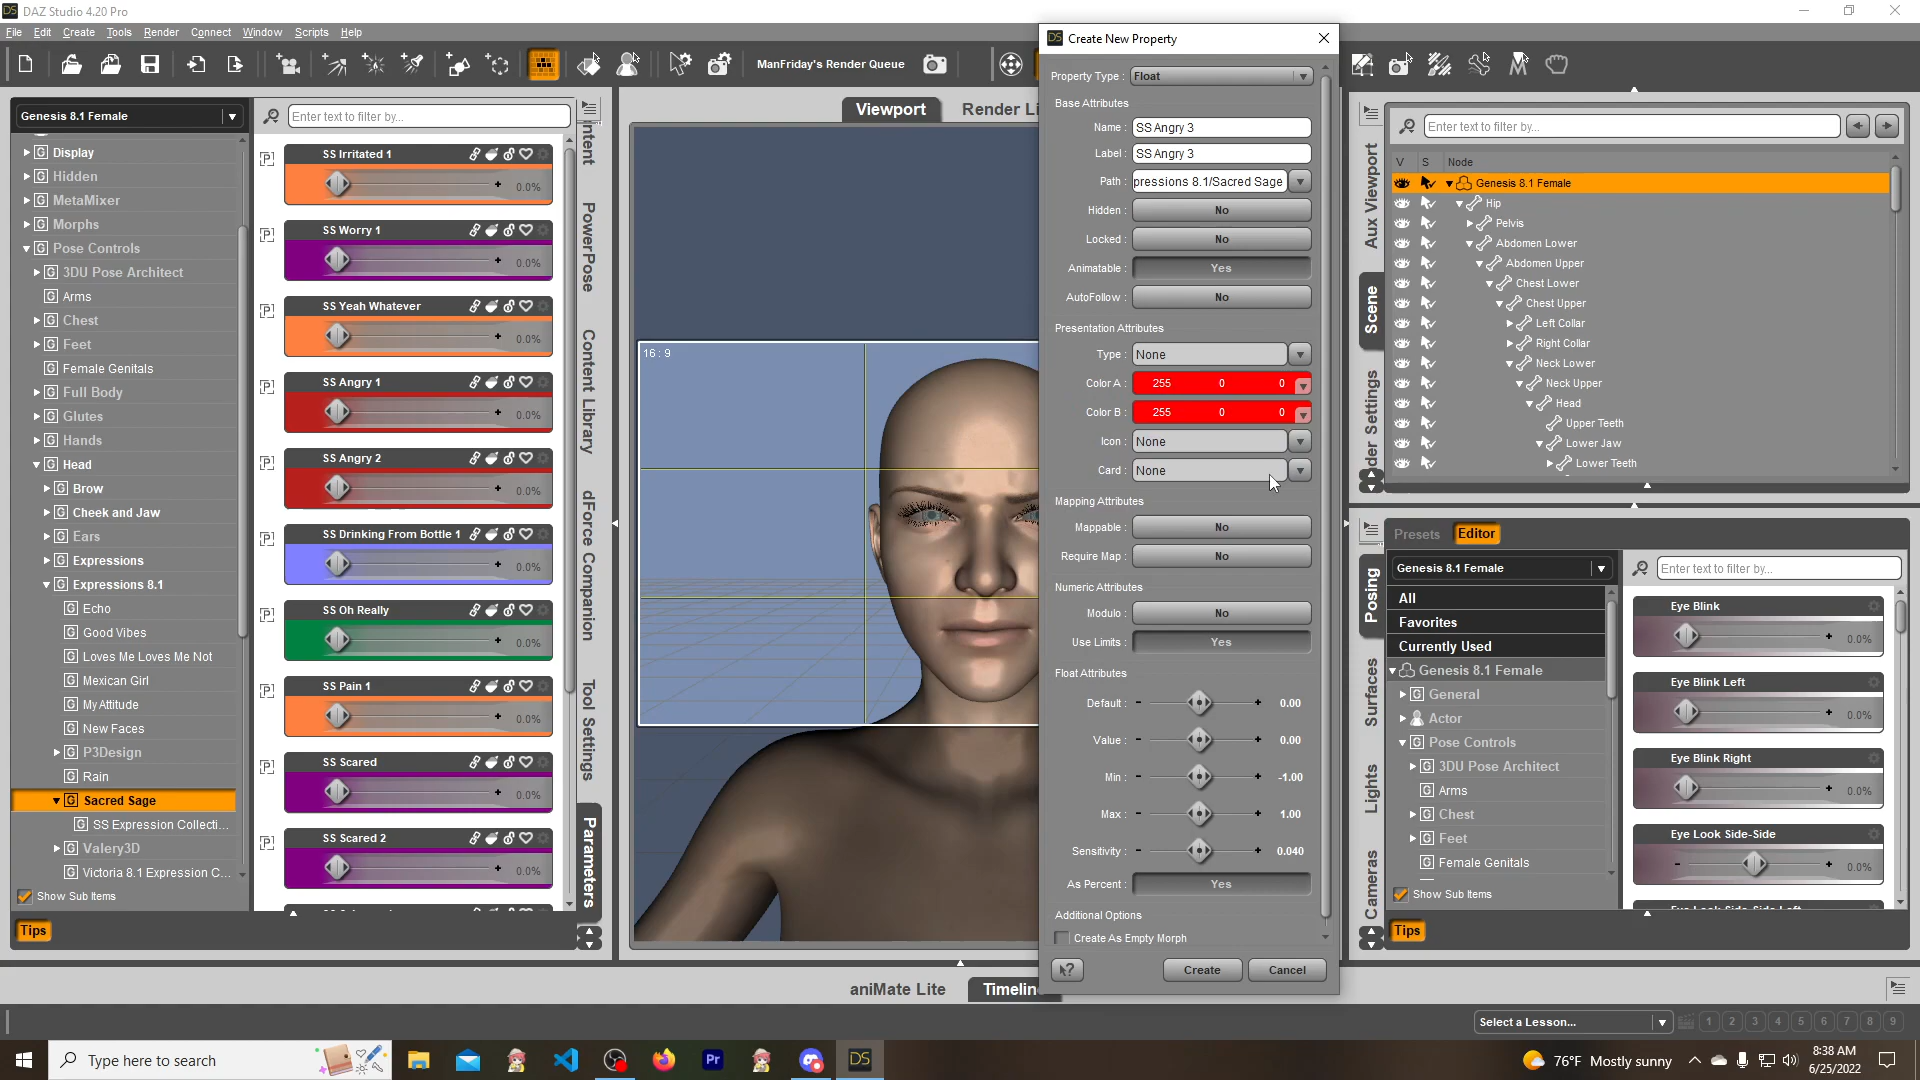 DAZ Studio 4.20 Pro
File Edit Create Tools Render Connect Window Scripts Help
ManFriday's Render Queue
Genesis 8.1 Female
Display
Hidden
MetaMixer
Morphs
Pose Controls
3DU Pose Architect
Arms
Chest
Feet
Female Genitals
Full Body
Glutes
Hands
Head
Brow
Cheek and Jaw
Ears
Expressions
Expressions 8.1
Echo
Good Vibes
Loves Me Loves Me Not
Mexican Girl
My Attitude
New Faces
P3Design
Rain
Sacred Sage
SS Expression Collecti...
Valery3D
Victoria 8.1 Expression C...
Show Sub Items
Tips
Enter text to filter by...
SS Irritated 1
0.0%
SS Worry 1
0.0%
SS Yeah Whatever
0.0%
SS Angry 1
0.0%
SS Angry 2
0.0%
SS Drinking From Bottle 1
0.0%
SS Oh Really
0.0%
SS Pain 1
0.0%
SS Scared
0.0%
SS Scared 2
0.0%
PowerPose
Content Library
dForce Companion
Tool Settings
Parameters
Viewport
Render Li
16 : 9
Create New Property
Property Type : Float
Base Attributes
Name : SS Angry 3
Label : SS Angry 3
Path : pressions 8.1/Sacred Sage
Hidden : No
Locked : No
Animatable : Yes
AutoFollow : No
Presentation Attributes
Type : None
Color A : 255 0 0
Color B : 255 0 0
Icon : None
Card : None
Mapping Attributes
Mappable : No
Require Map : No
Numeric Attributes
Modulo : No
Use Limits : Yes
Float Attributes
Default : 0.00
Value : 0.00
Min : -1.00
Max : 1.00
Sensitivity : 0.040
As Percent : Yes
Additional Options
Create As Empty Morph
Create
Cancel
aniMate Lite
Timelin
Aux Viewport
Scene
der Settings
Enter text to filter by...
V S Node
Genesis 8.1 Female
Hip
Pelvis
Abdomen Lower
Abdomen Upper
Chest Lower
Chest Upper
Left Collar
Right Collar
Neck Lower
Neck Upper
Head
Upper Teeth
Lower Jaw
Lower Teeth
Posing
Surfaces
Lights
Cameras
Presets Editor
Genesis 8.1 Female
All
Favorites
Currently Used
Genesis 8.1 Female
General
Actor
Pose Controls
3DU Pose Architect
Arms
Chest
Feet
Female Genitals
Show Sub Items
Tips
Enter text to filter by...
Eye Blink
0.0%
Eye Blink Left
0.0%
Eye Blink Right
0.0%
Eye Look Side-Side
0.0%
Select a Lesson...
1 2 3 4 5 6 7 8 9
Type here to search
76°F Mostly sunny
8:38 AM
6/25/2022